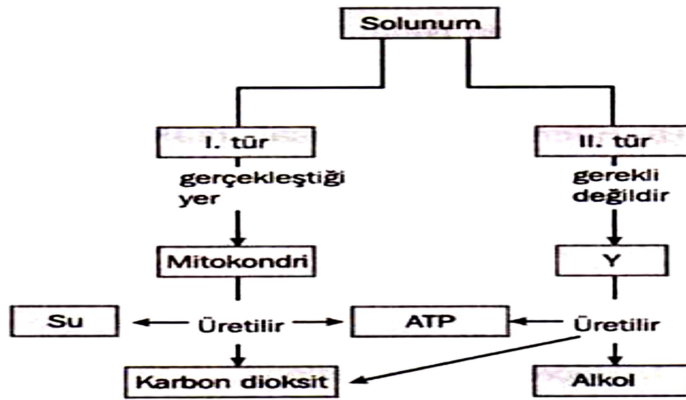 Solunum
I. tür
II. tür
gerçekleştiği
yer
gerekli
değildir
Mitokondri
Y
Su
Üretilir
ATP
Üretilir
Karbon dioksit
Alkol